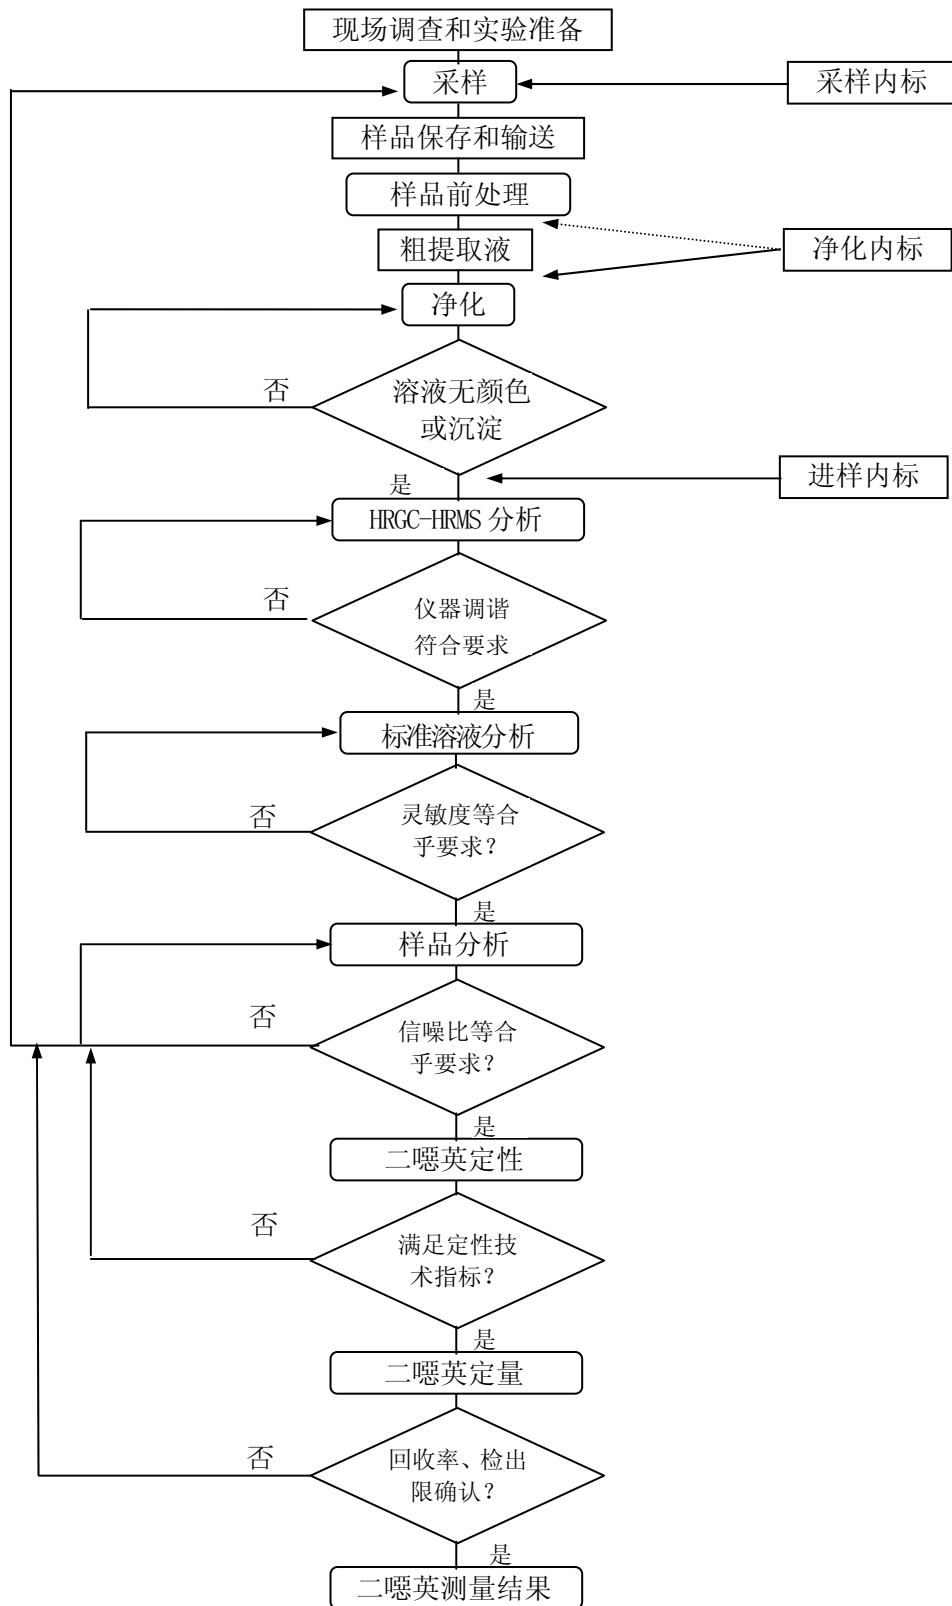 现场调查和实验准备
采样
采样内标
样品保存和输送
样品前处理
粗提取液
净化内标
净化
否
溶液无颜色
或沉淀
是
进样内标
HRGC-HRMS 分析
否
仪器调谐
符合要求
是
标准溶液分析
否
灵敏度等合
乎要求？
是
样品分析
否
信噪比等合
乎要求？
是
二噁英定性
否
满足定性技
术指标？
是
二噁英定量
否
回收率、检出
限确认？
是
二噁英测量结果